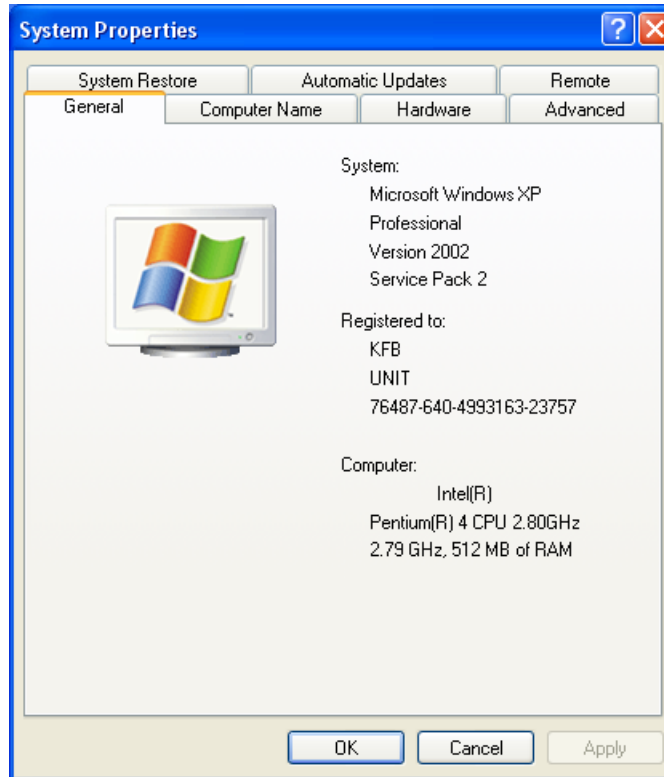 System Properties
System Restore Automatic Updates Remote
General Computer Name Hardware Advanced
System:
Microsoft Windows XP
Professional
Version 2002
Service Pack 2
Registered to:
KFB
UNIT
76487-640-4993163-23757
Computer:
Intel(R)
Pentium(R) 4 CPU 2.80GHz
2.79 GHz, 512 MB of RAM
OK Cancel Apply